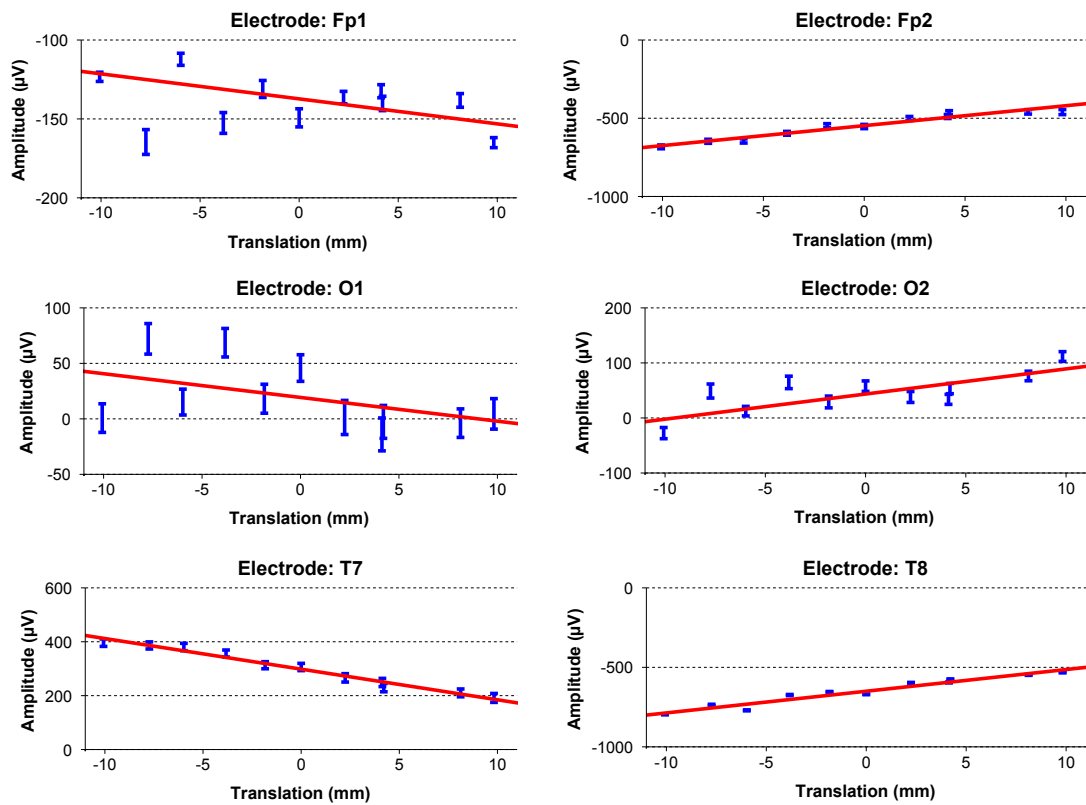 Electrode: Fp1
Amplitude (µV)
-100
-150
-200
-10 -5 0 5 10
Translation (mm)
Electrode: Fp2
Amplitude (µV)
0
-500
-1000
-10 -5 0 5 10
Translation (mm)
Electrode: O1
Amplitude (µV)
100
50
0
-50
-10 -5 0 5 10
Translation (mm)
Electrode: O2
Amplitude (µV)
200
100
0
-100
-10 -5 0 5 10
Translation (mm)
Electrode: T7
Amplitude (µV)
600
400
200
0
-10 -5 0 5 10
Translation (mm)
Electrode: T8
Amplitude (µV)
0
-500
-1000
-10 -5 0 5 10
Translation (mm)